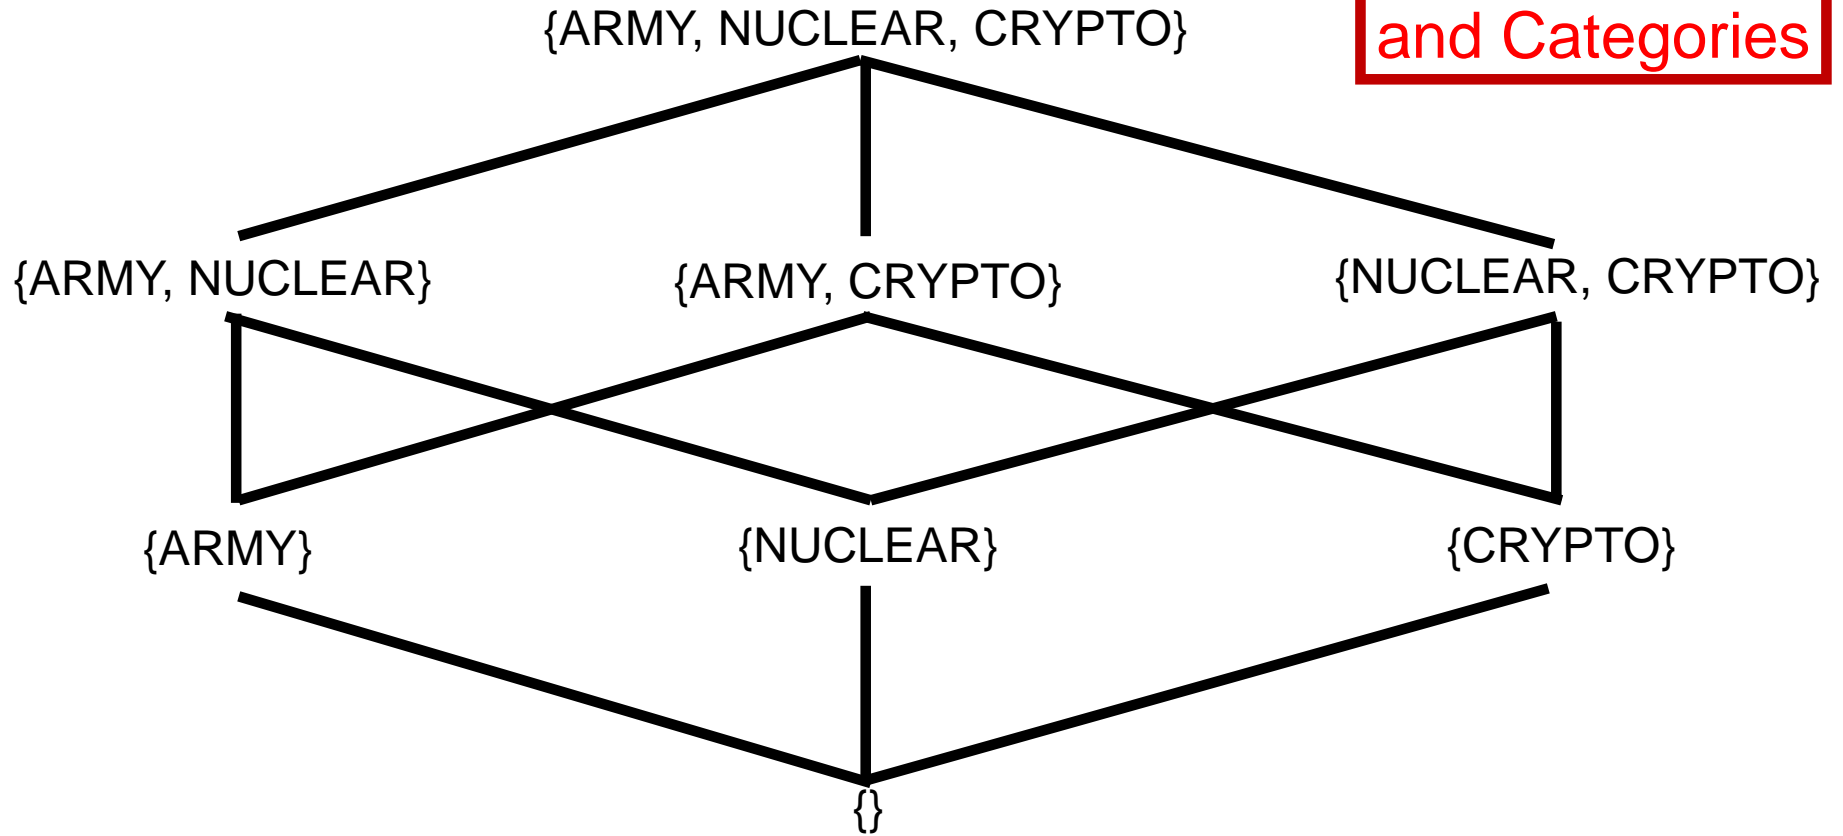 {ARMY, NUCLEAR, CRYPTO}
and Categories
{ARMY, NUCLEAR}
{ARMY, CRYPTO}
{NUCLEAR, CRYPTO}
{ARMY}
{NUCLEAR}
{CRYPTO}
{}